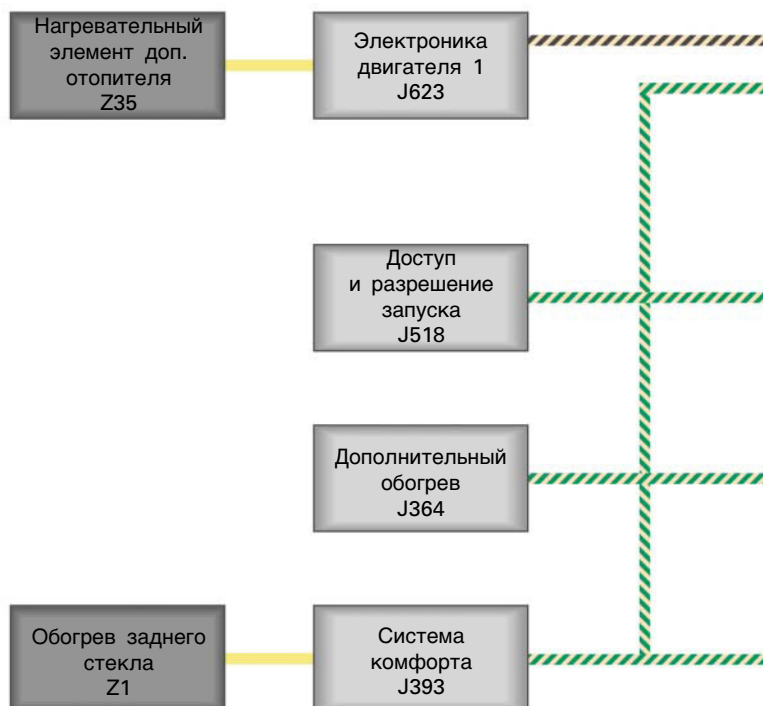 Нагревательный
элемент доп.
отопителя
Z35
Электроника
двигателя 1
J623
Доступ
и разрешение
запуска
J518
Дополнительный
обогрев
J364
Обогрев заднего
стекла
Z1
Система
комфорта
J393